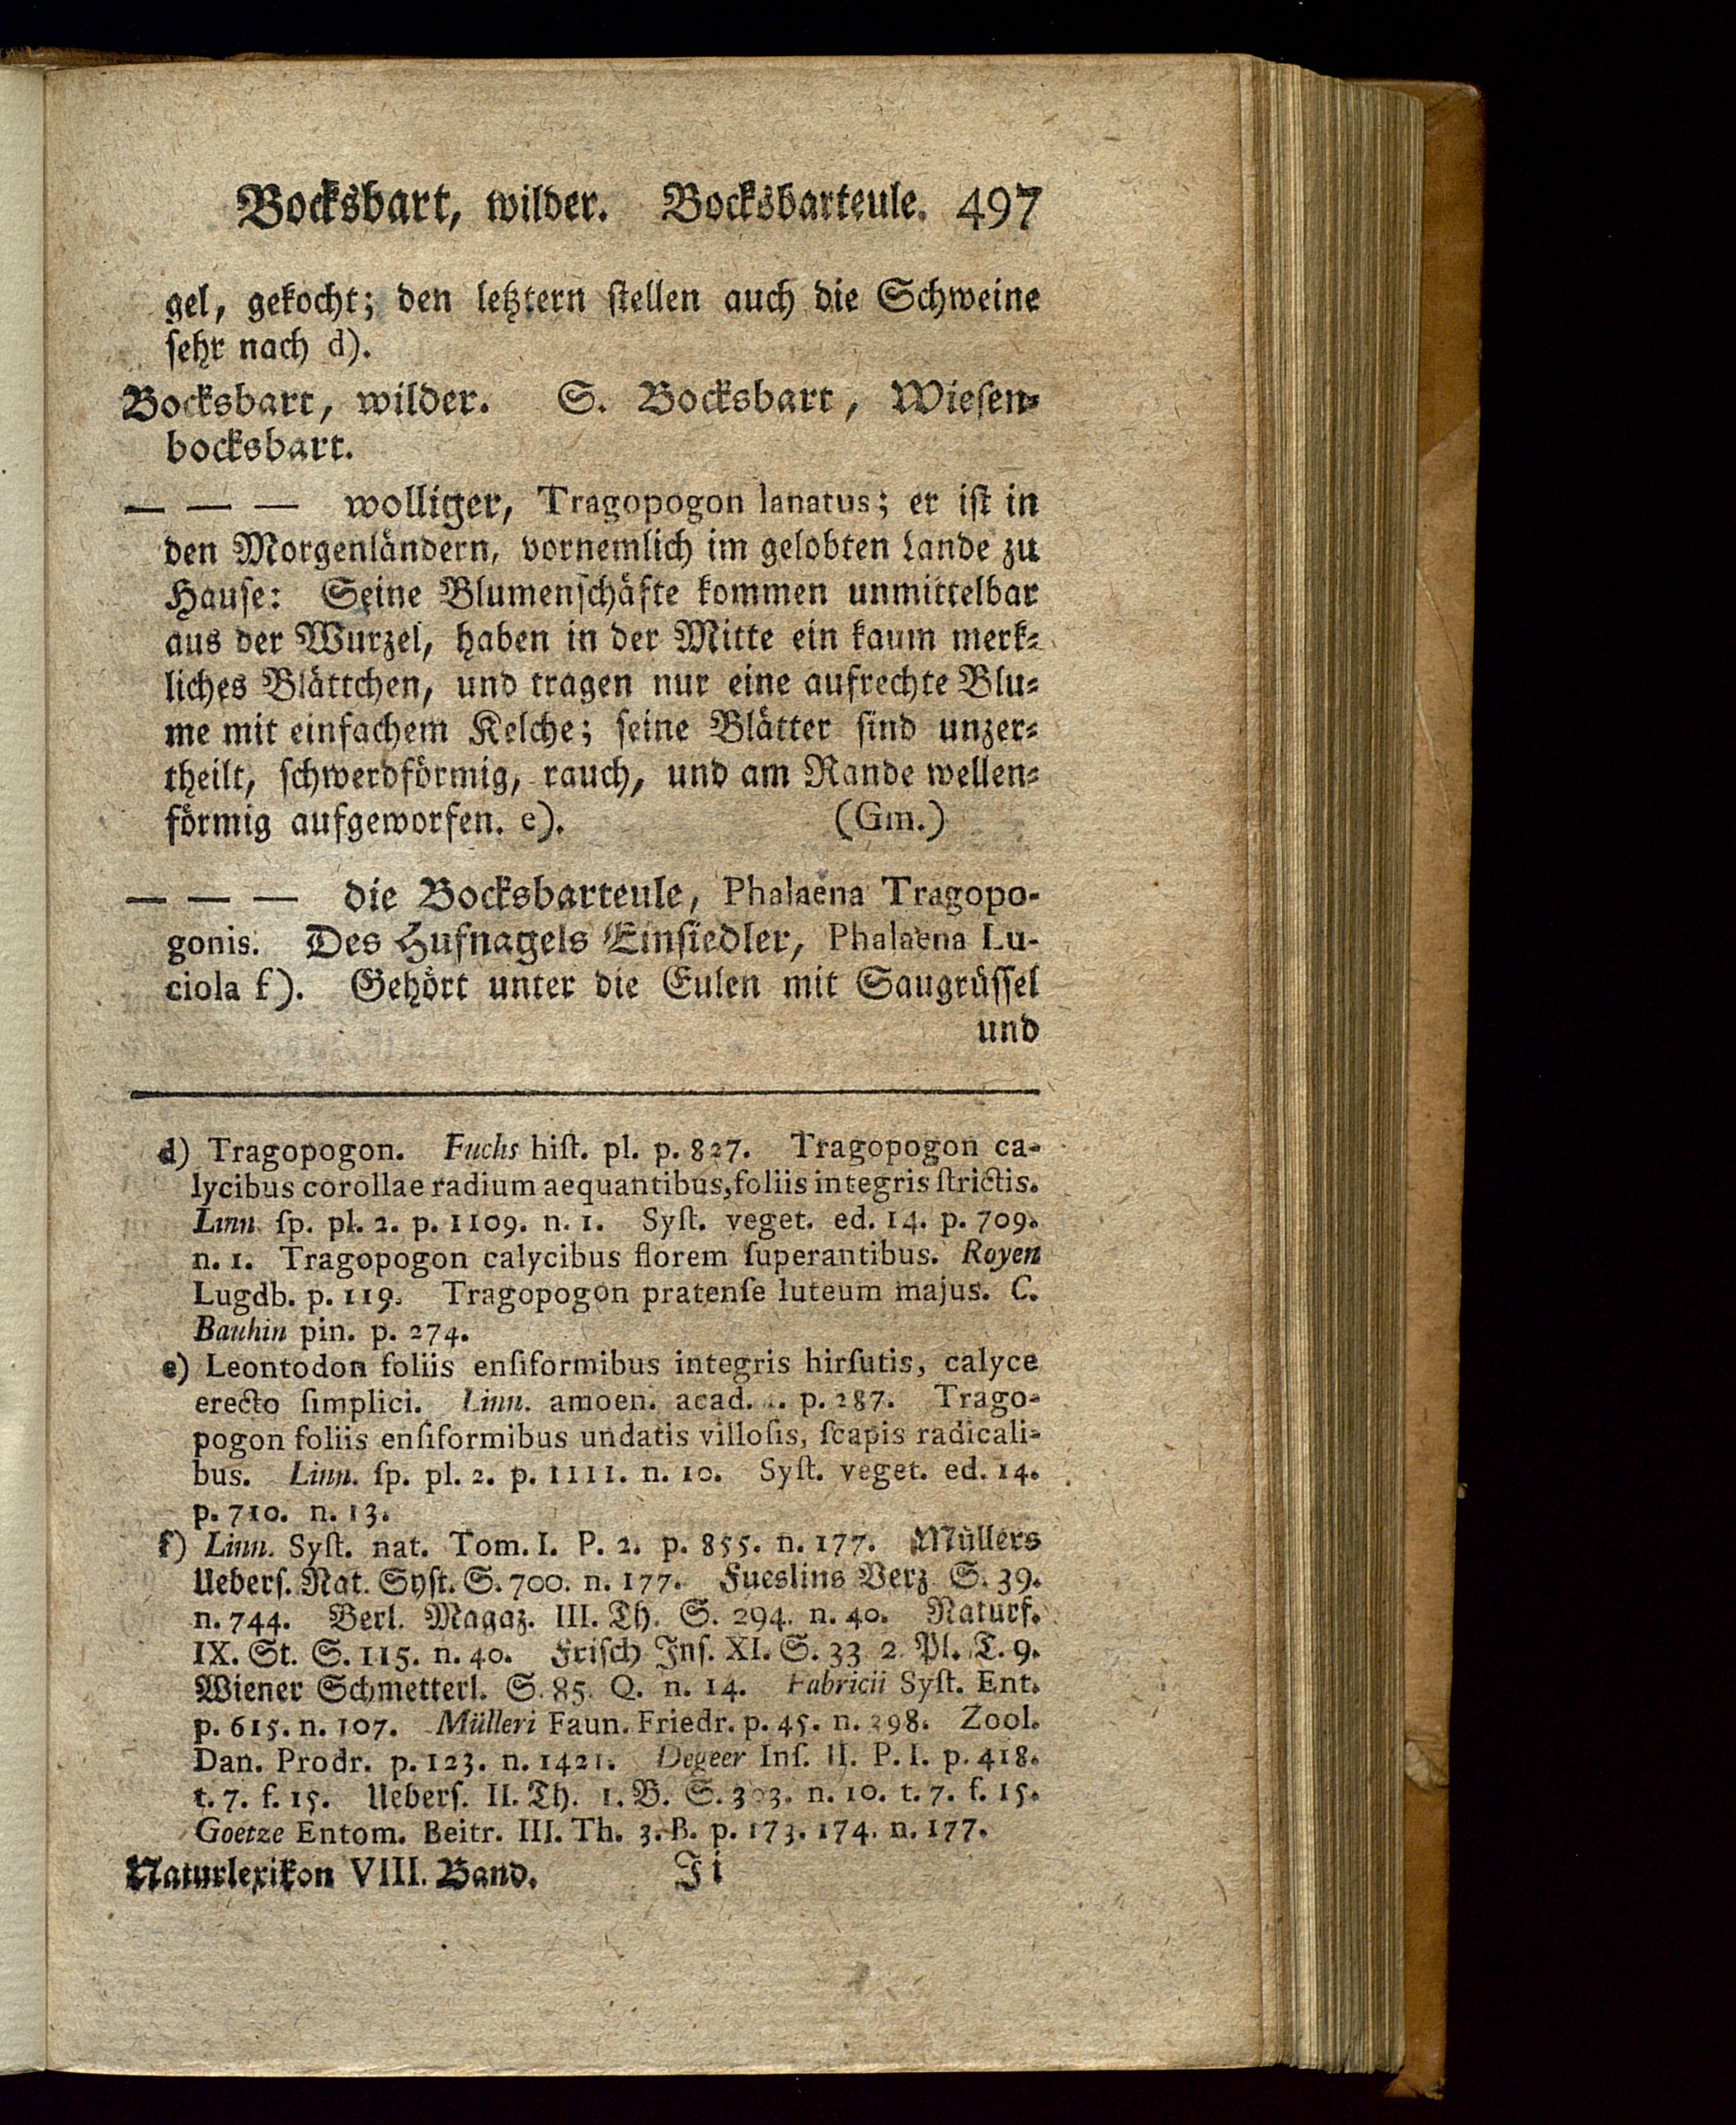 Bocksbart, wilder. Bocksbarteule. 497
gel, gekocht; den letztern stellen auch die Schweine
sehr nach d).
Bocksbart, wilder. S. Bocksbart, Wiesen-
bocksbart.
— — — wolliger, Tragopogon lanatus; er ist in
den Morgenländern, vornemlich im gelobten Lande zu
Hause: Seine Blumenschäfte kommen unmittelbar
aus der Wurzel, haben in der Mitte ein kaum merk-
liches Blättchen, und tragen nur eine aufrechte Blu-
me mit einfachem Kelche; seine Blätter sind unzer-
theilt, schwerdförmig, rauch, und am Rande wellen-
förmig aufgeworfen. e). (Gm.)
— — — die Bocksbarteule, Phalaena Tragopo-
gonis. Des Hufnagels Einsiedler, Phalaena Lu-
ciola f). Gehört unter die Eulen mit Saugrüssel
und
d) Tragopogon. Fuchs hiſt. pl. p. 827. Tragopogon ca-
lycibus corollae radium aequantibus, foliis integris ſtrictis.
Linn. ſp. pl. 2. p. 1109. n. 1. Syſt. veget. ed. 14. p. 709.
n. 1. Tragopogon calycibus florem ſuperantibus. Royen
Lugdb. p. 119. Tragopogon pratenſe luteum majus. C.
Bauhin pin. p. 274.
e) Leontodon foliis enſiformibus integris hirſutis, calyce
erecto ſimplici. Linn. amoen. acad. p. 287. Trago-
pogon foliis enſiformibus undatis villoſis, ſcapis radicali-
bus. Linn. ſp. pl. 2. p. 1111. n. 10. Syſt. veget. ed. 14.
p. 710. n. 13.
f) Linn. Syſt. nat. Tom. I. P. 2. p. 855. n. 177. Müllers
Uebers. Nat. Syst. S. 700. n. 177. Fueslins Verz. S. 39.
n. 744. Berl. Magaz. III. Th. S. 294. n. 40. Naturf.
IX. St. S. 115. n. 40. Frisch Ins. XI. S. 33. 2. Pl. T. 9.
Wiener Schmetterl. S. 85. Q. n. 14. Fabricii Syſt. Ent.
p. 615. n. 107. Mülleri Faun. Friedr. p. 45. n. 398. Zool.
Dan. Prodr. p. 123. n. 1421. Degeer Inſ. II. P. I. p. 418.
t. 7. f. 15. Uebers. II. Th. 1. B. S. 303. n. 10. t. 7. f. 15.
Goetze Entom. Beitr. III. Th. 3. B. p. 173. 174. n. 177.
Naturlexikon VIII. Band. Ji